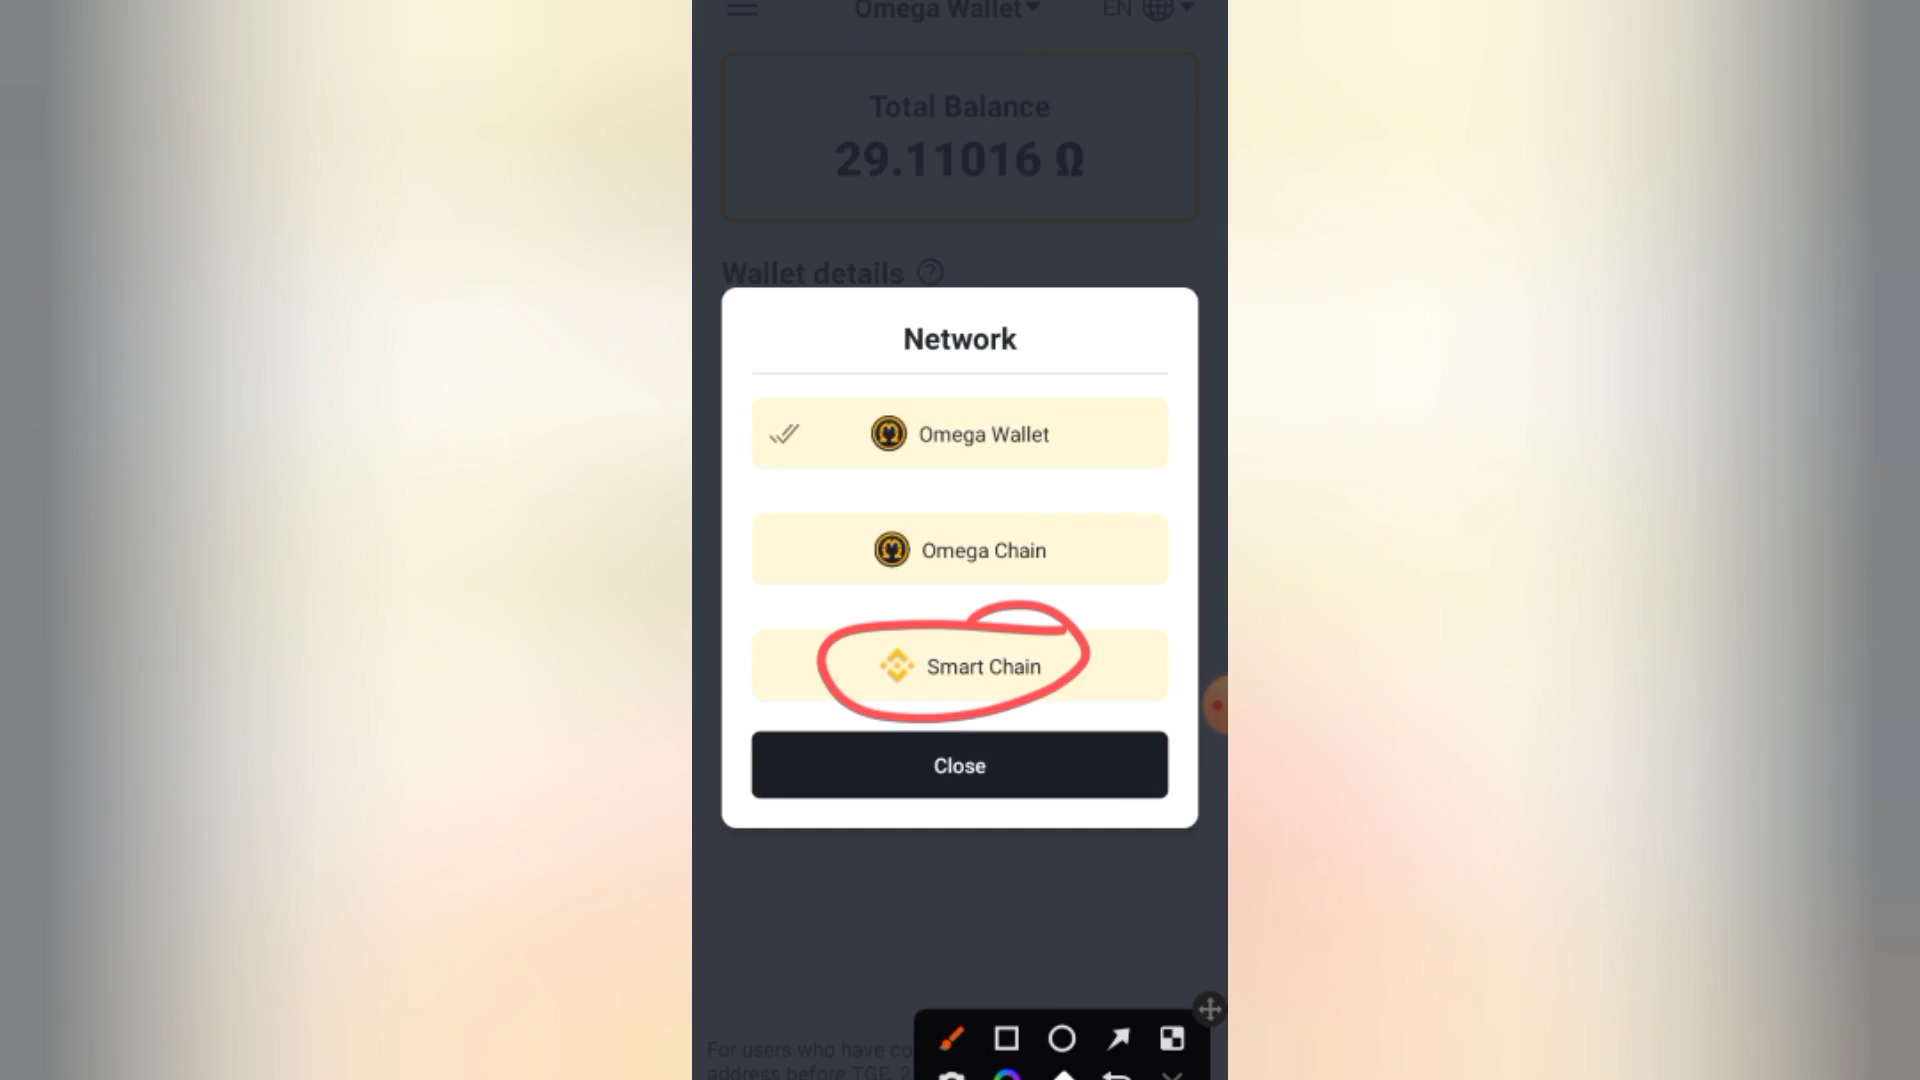 Omega Wallet
EN
Total Balance
29.11016 Ω
Wallet details
Network
Omega Wallet
Omega Chain
Smart Chain
Close
For users who have co
address before TGE, 2